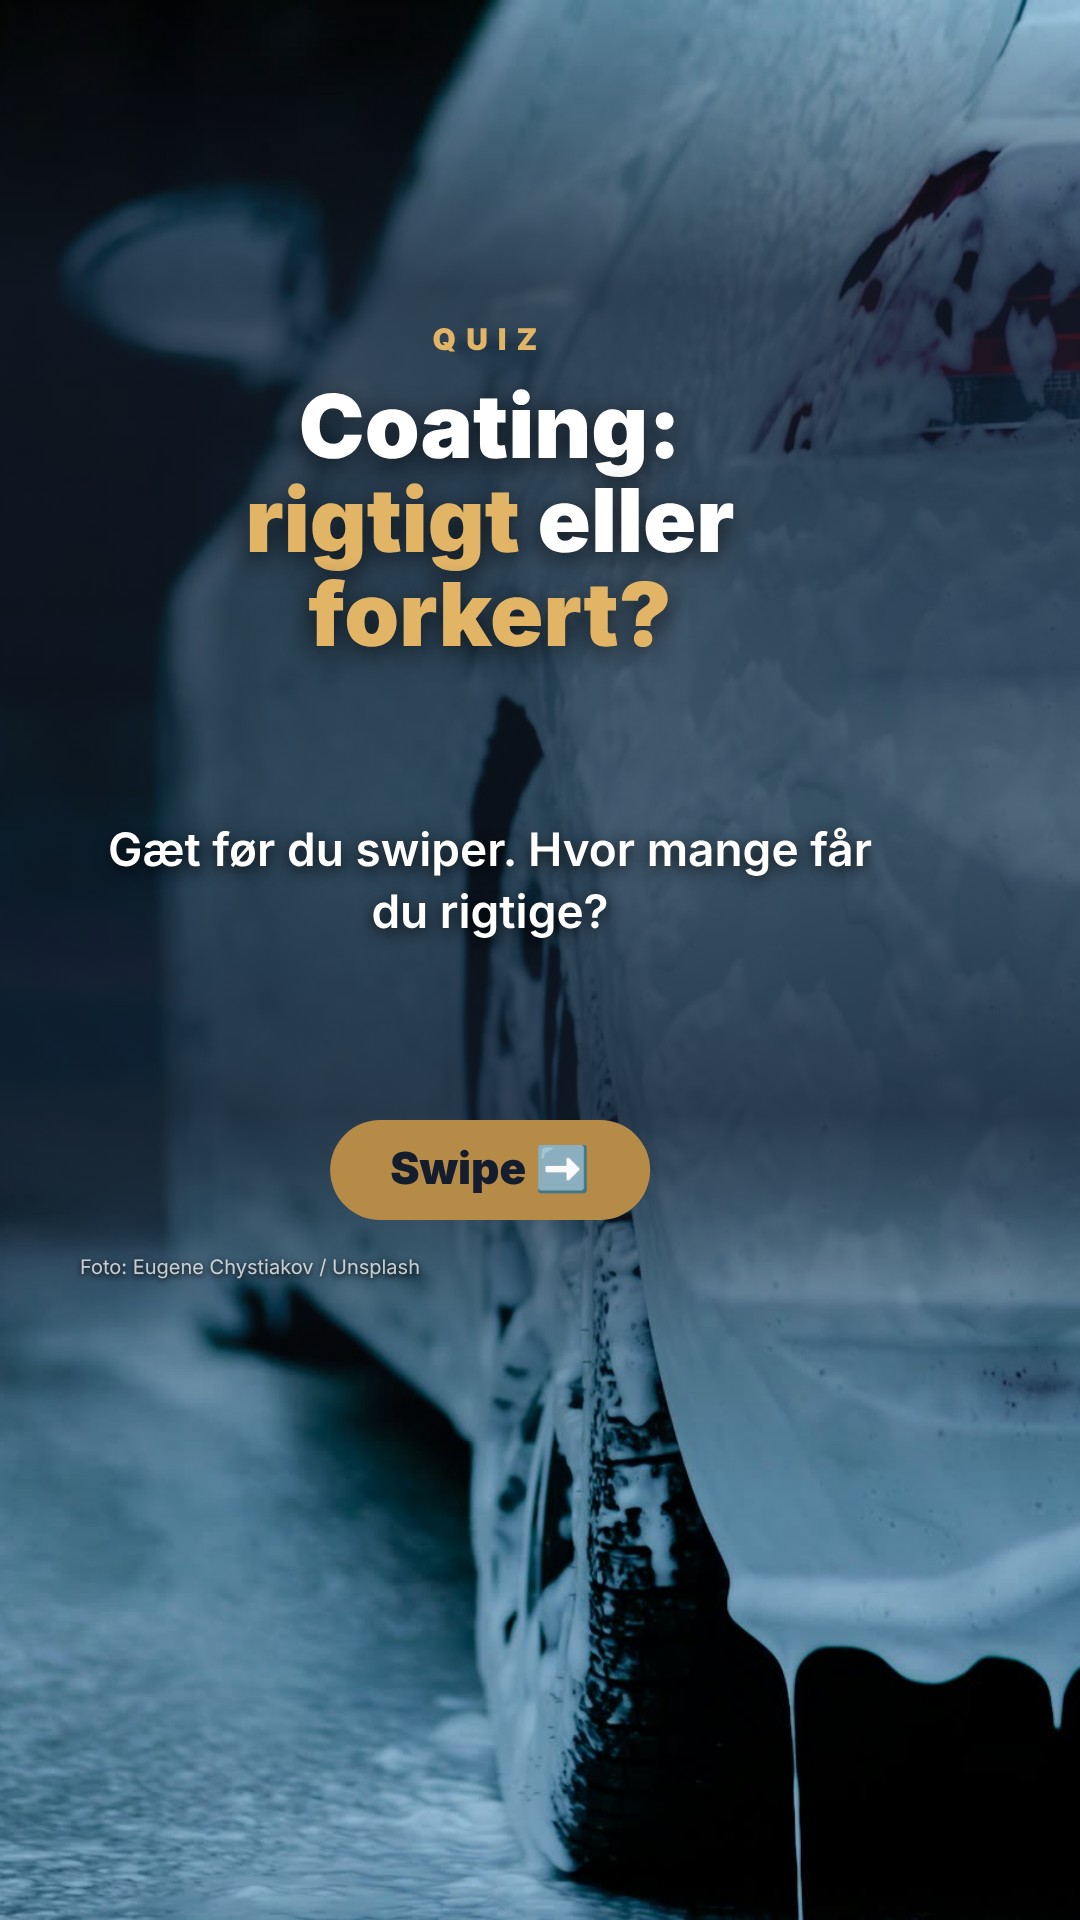 QUIZ
Coating:
rigtigt eller
forkert?
Gæt før du swiper. Hvor mange får
du rigtige?
Swipe ➡️
Foto: Eugene Chystiakov / Unsplash